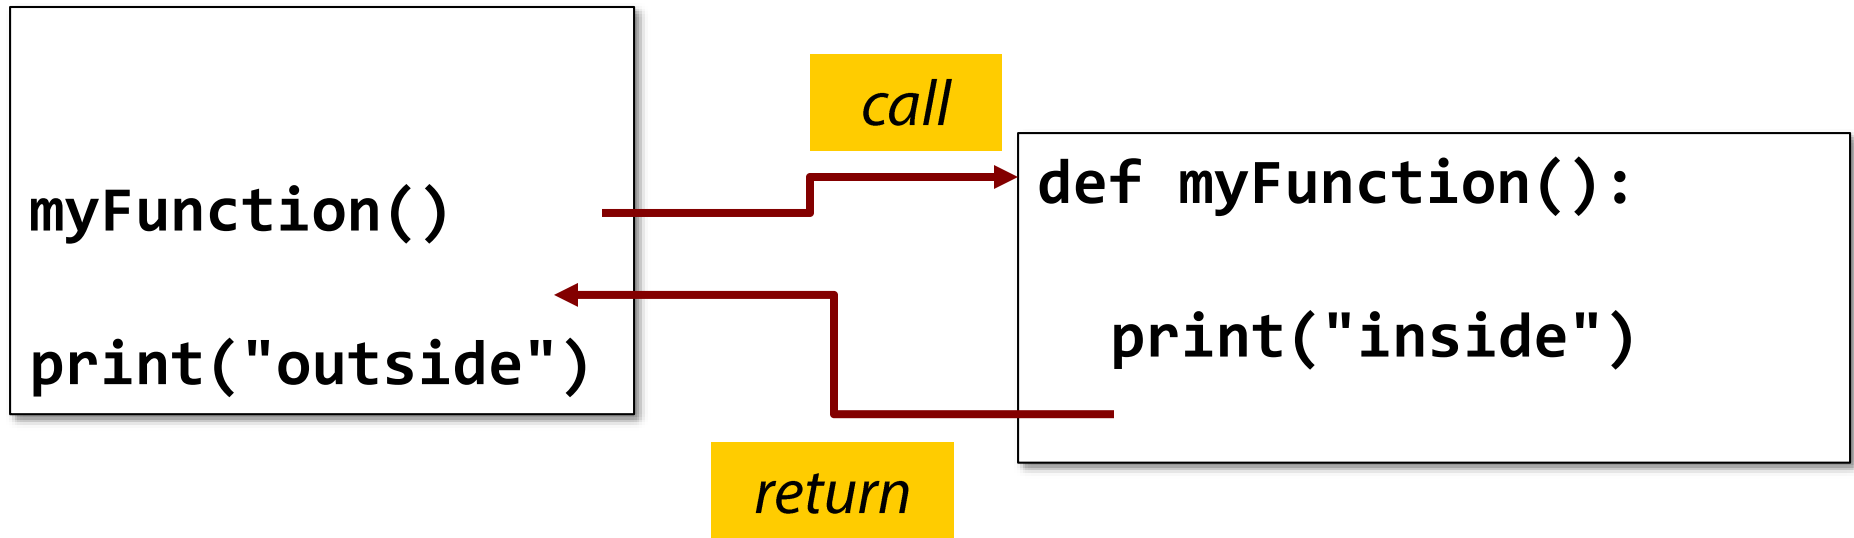 myFunction()
print("outside")
call
def myFunction():
print("inside")
return